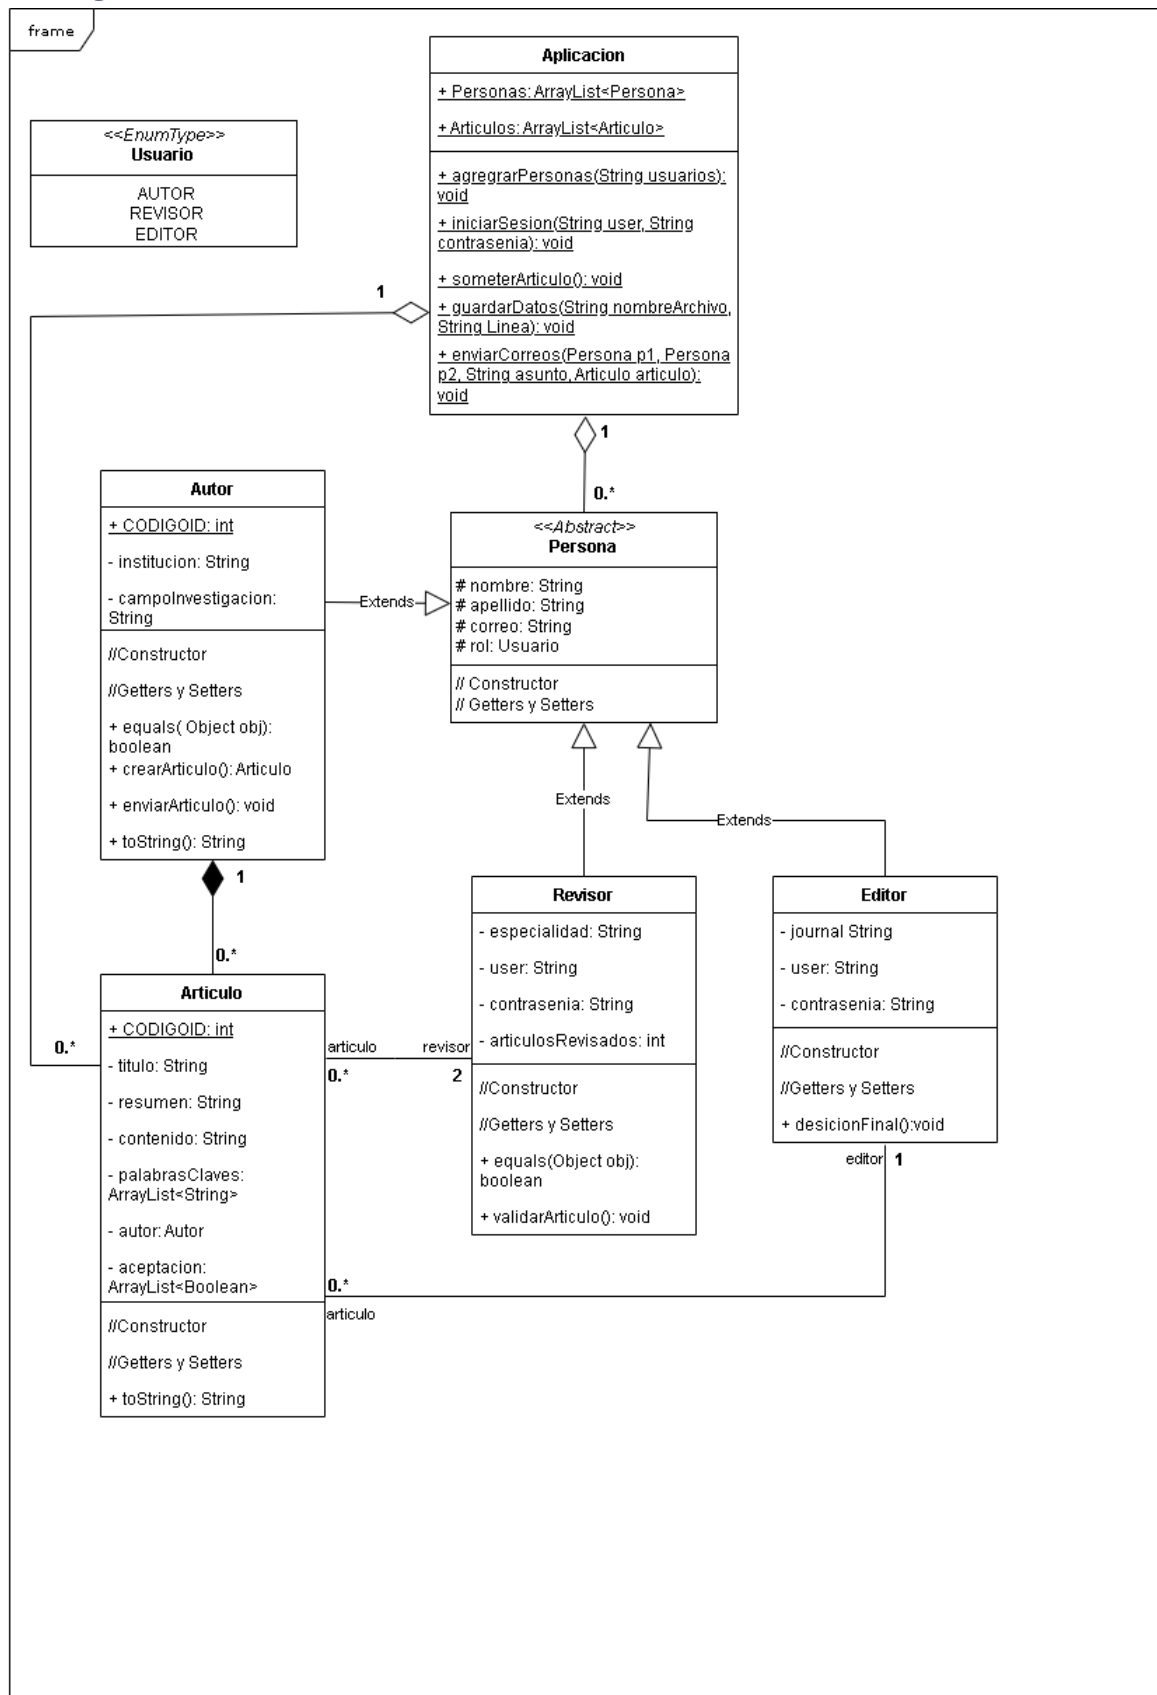 frame
Aplicacion
+ Personas: ArrayList<Persona>
+ Articulos: ArrayList<Articulo>
+ agregrarPersonas(String usuarios):
void
+ iniciarSesion(String user, String
contrasenia): void
+ someterArticulo(): void
+ guardarDatos(String nombreArchivo,
String Linea): void
+ enviarCorreos(Persona p1, Persona
p2, String asunto, Articulo articulo):
void
<<EnumType>>
Usuario
AUTOR
REVISOR
EDITOR
1
1
0.*
Autor
+ CODIGOID: int
- institucion: String
- campoInvestigacion:
String
//Constructor
//Getters y Setters
+ equals( Object obj):
boolean
+ crearArticulo(): Articulo
+ enviarArticulo(): void
+ toString(): String
Extends
<<Abstract>>
Persona
# nombre: String
# apellido: String
# correo: String
# rol: Usuario
// Constructor
// Getters y Setters
Extends
Extends
1
0.*
Articulo
+ CODIGOID: int
- titulo: String
- resumen: String
- contenido: String
- palabrasClaves:
ArrayList<String>
- autor: Autor
- aceptacion:
ArrayList<Boolean>
//Constructor
//Getters y Setters
+ toString(): String
0.*
articulo
revisor
0.*
2
Revisor
- especialidad: String
- user: String
- contrasenia: String
- articulosRevisados: int
//Constructor
//Getters y Setters
+ equals(Object obj):
boolean
+ validarArticulo(): void
Editor
- journal String
- user: String
- contrasenia: String
//Constructor
//Getters y Setters
+ desicionFinal():void
editor
1
0.*
articulo